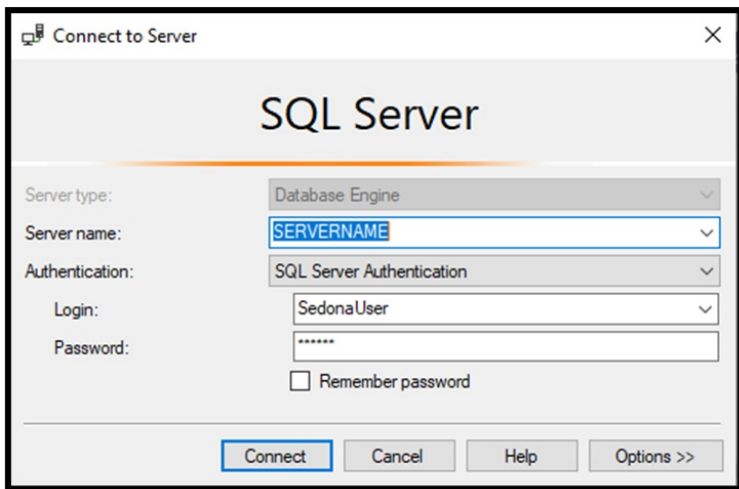 Connect to Server
SQL Server
Server type: Database Engine
Server name: SERVERNAME
Authentication: SQL Server Authentication
Login: SedonaUser
Password: ******
Remember password
Connect Cancel Help Options >>